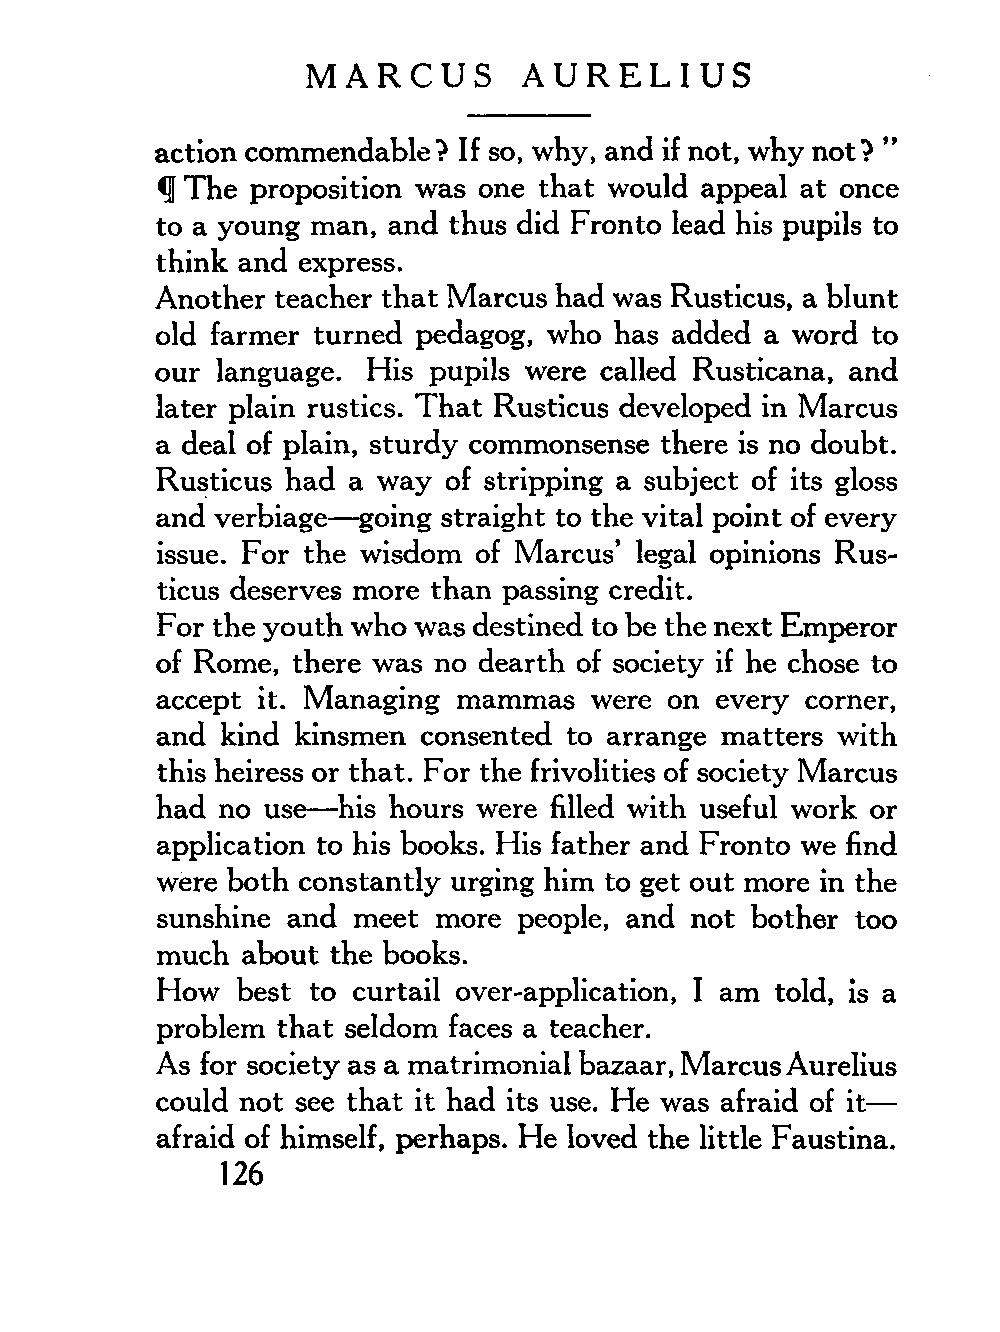 MARCUS AURELIUS
action commendable? If so, why, and if not, why not?"
¶ The proposition was one that would appeal at once
to a young man, and thus did Fronto lead his pupils to
think and express.
Another teacher that Marcus had was Rusticus, a blunt
old farmer turned pedagog, who has added a word to
our language. His pupils were called Rusticana, and
later plain rustics. That Rusticus developed in Marcus
a deal of plain, sturdy commonsense there is no doubt.
Rusticus had a way of stripping a subject of its gloss
and verbiage—going straight to the vital point of every
issue. For the wisdom of Marcus' legal opinions Rus-
ticus deserves more than passing credit.
For the youth who was destined to be the next Emperor
of Rome, there was no dearth of society if he chose to
accept it. Managing mammas were on every corner,
and kind kinsmen consented to arrange matters with
this heiress or that. For the frivolities of society Marcus
had no use—his hours were filled with useful work or
application to his books. His father and Fronto we find
were both constantly urging him to get out more in the
sunshine and meet more people, and not bother too
much about the books.
How best to curtail over-application, I am told, is a
problem that seldom faces a teacher.
As for society as a matrimonial bazaar, Marcus Aurelius
could not see that it had its use. He was afraid of it—
afraid of himself, perhaps. He loved the little Faustina.
126